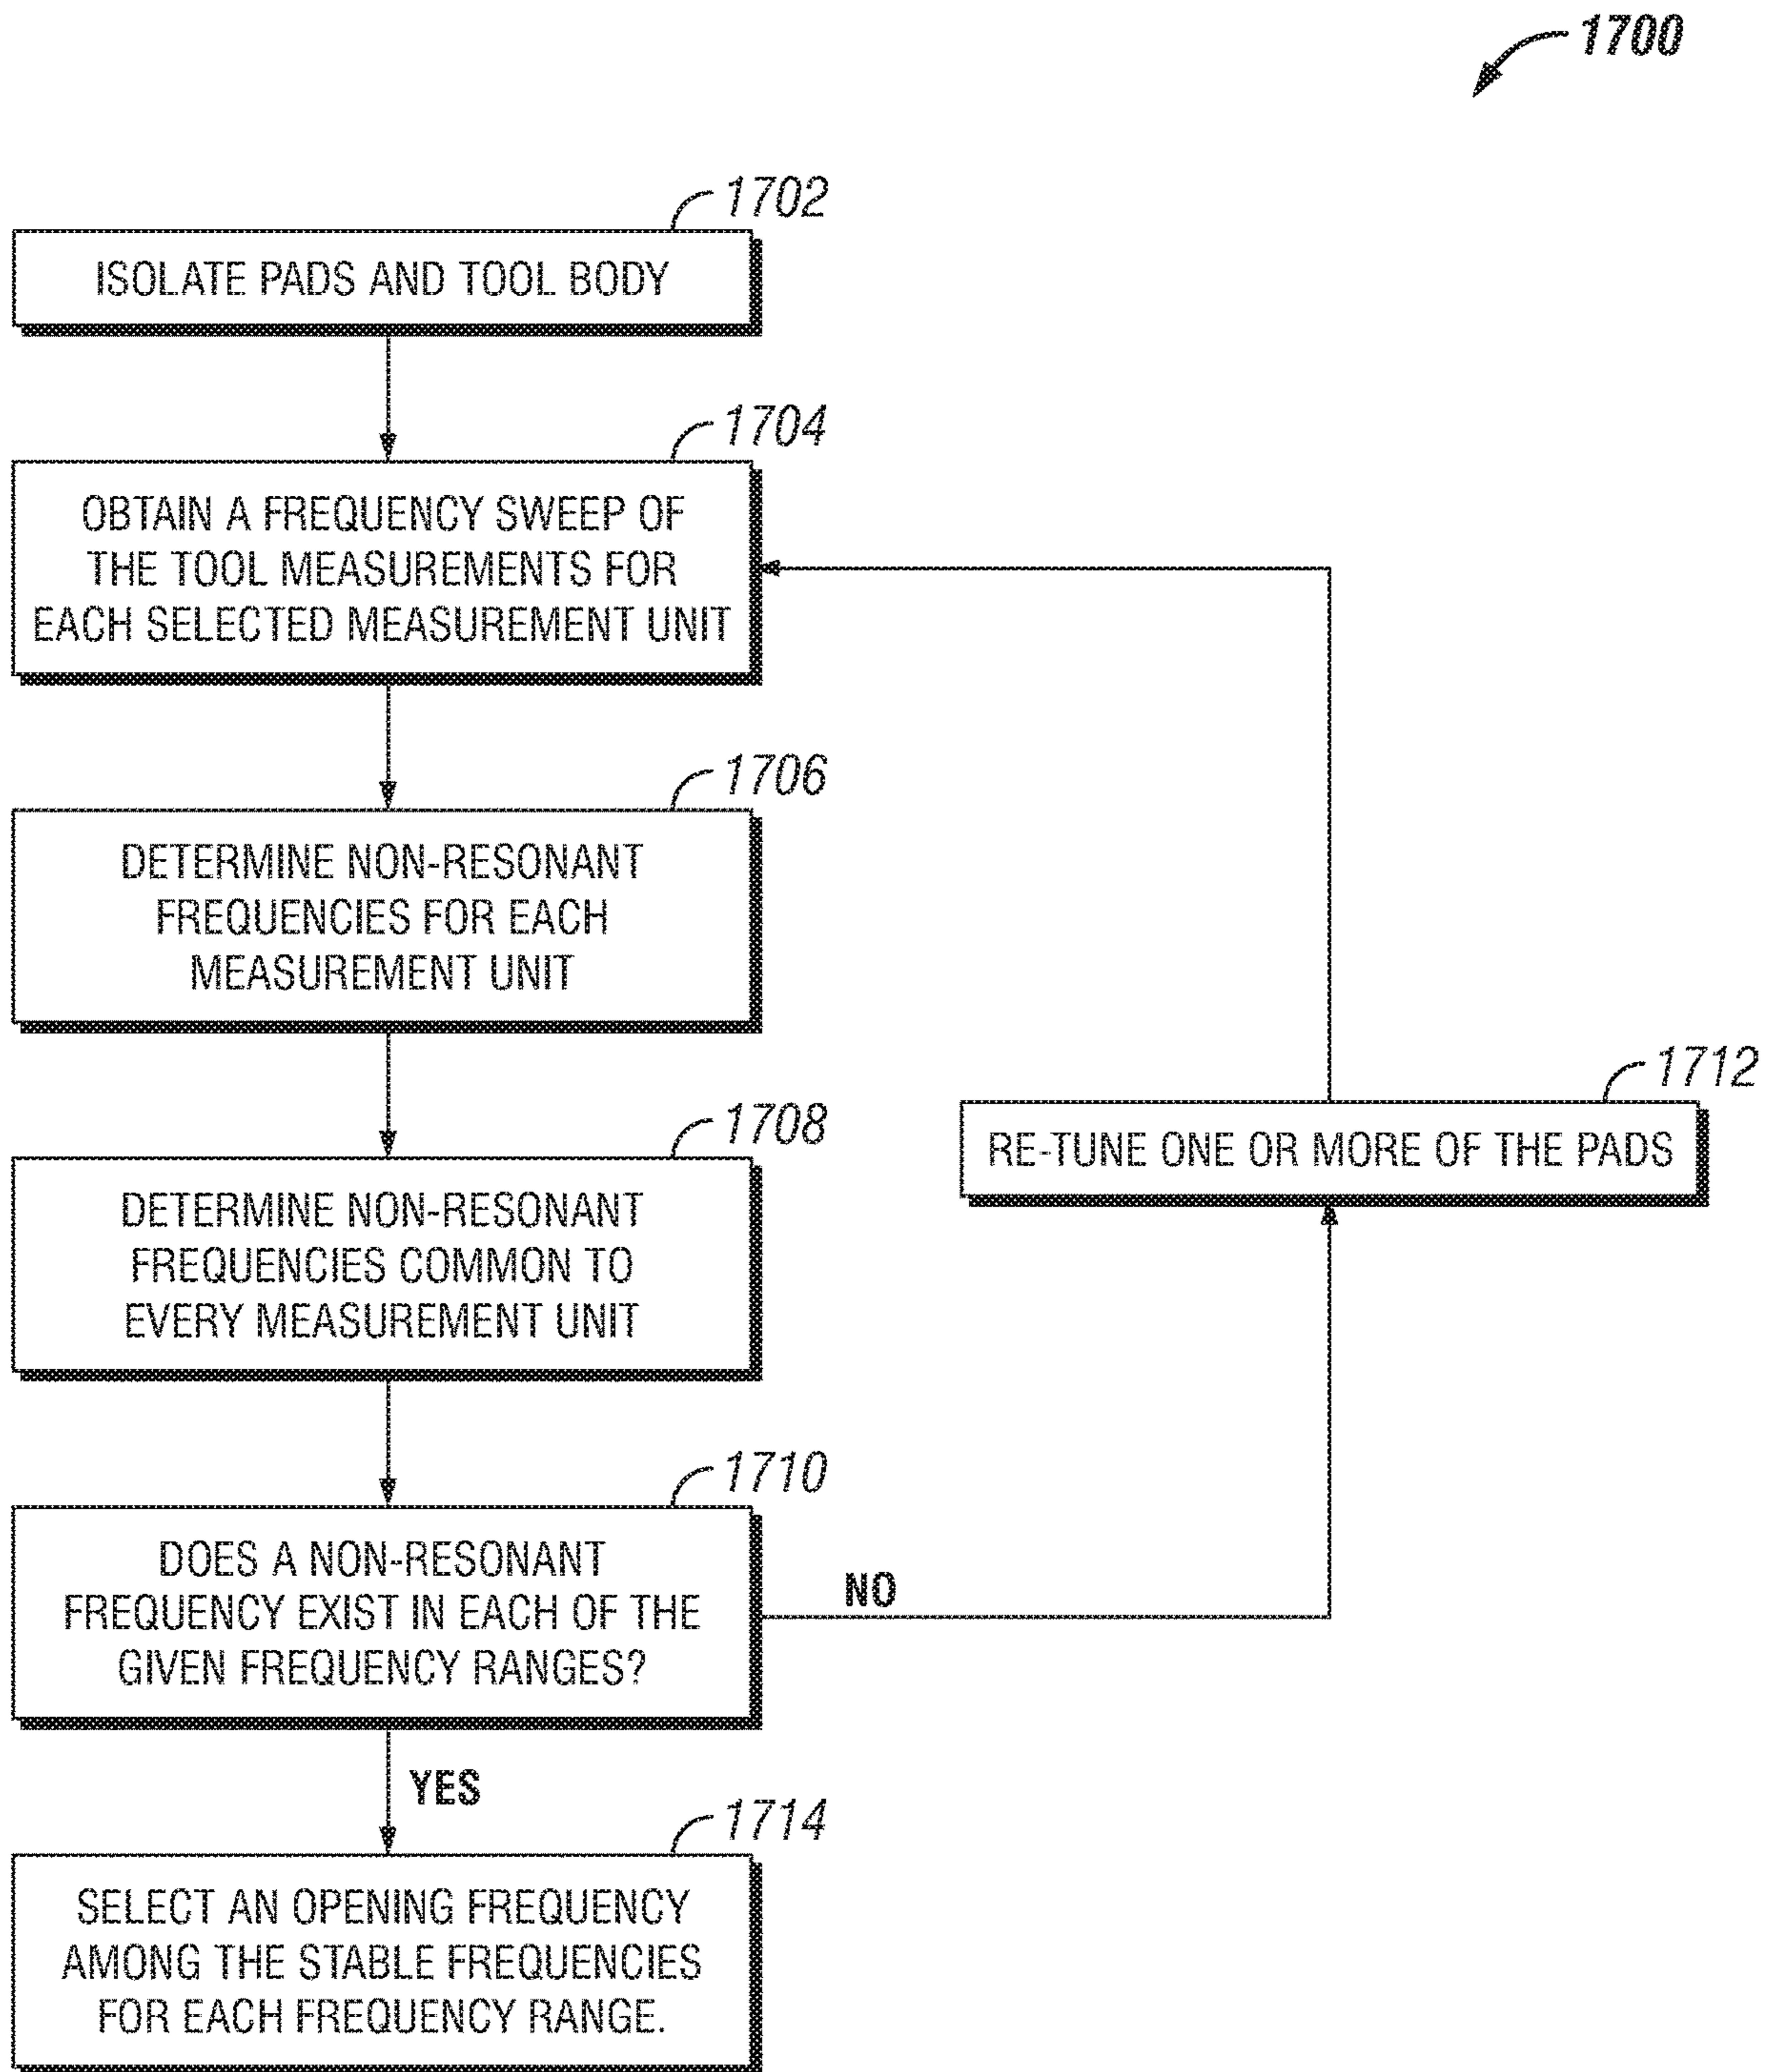 1700
1702
ISOLATE PADS AND TOOL BODY
1704
OBTAIN A FREQUENCY SWEEP OF
THE TOOL MEASUREMENTS FOR
EACH SELECTED MEASUREMENT UNIT
1706
DETERMINE NON-RESONANT
FREQUENCIES FOR EACH
MEASUREMENT UNIT
1708
DETERMINE NON-RESONANT
FREQUENCIES COMMON TO
EVERY MEASUREMENT UNIT
1712
RE-TUNE ONE OR MORE OF THE PADS
1710
DOES A NON-RESONANT
FREQUENCY EXIST IN EACH OF THE
GIVEN FREQUENCY RANGES?
NO
YES
1714
SELECT AN OPENING FREQUENCY
AMONG THE STABLE FREQUENCIES
FOR EACH FREQUENCY RANGE.